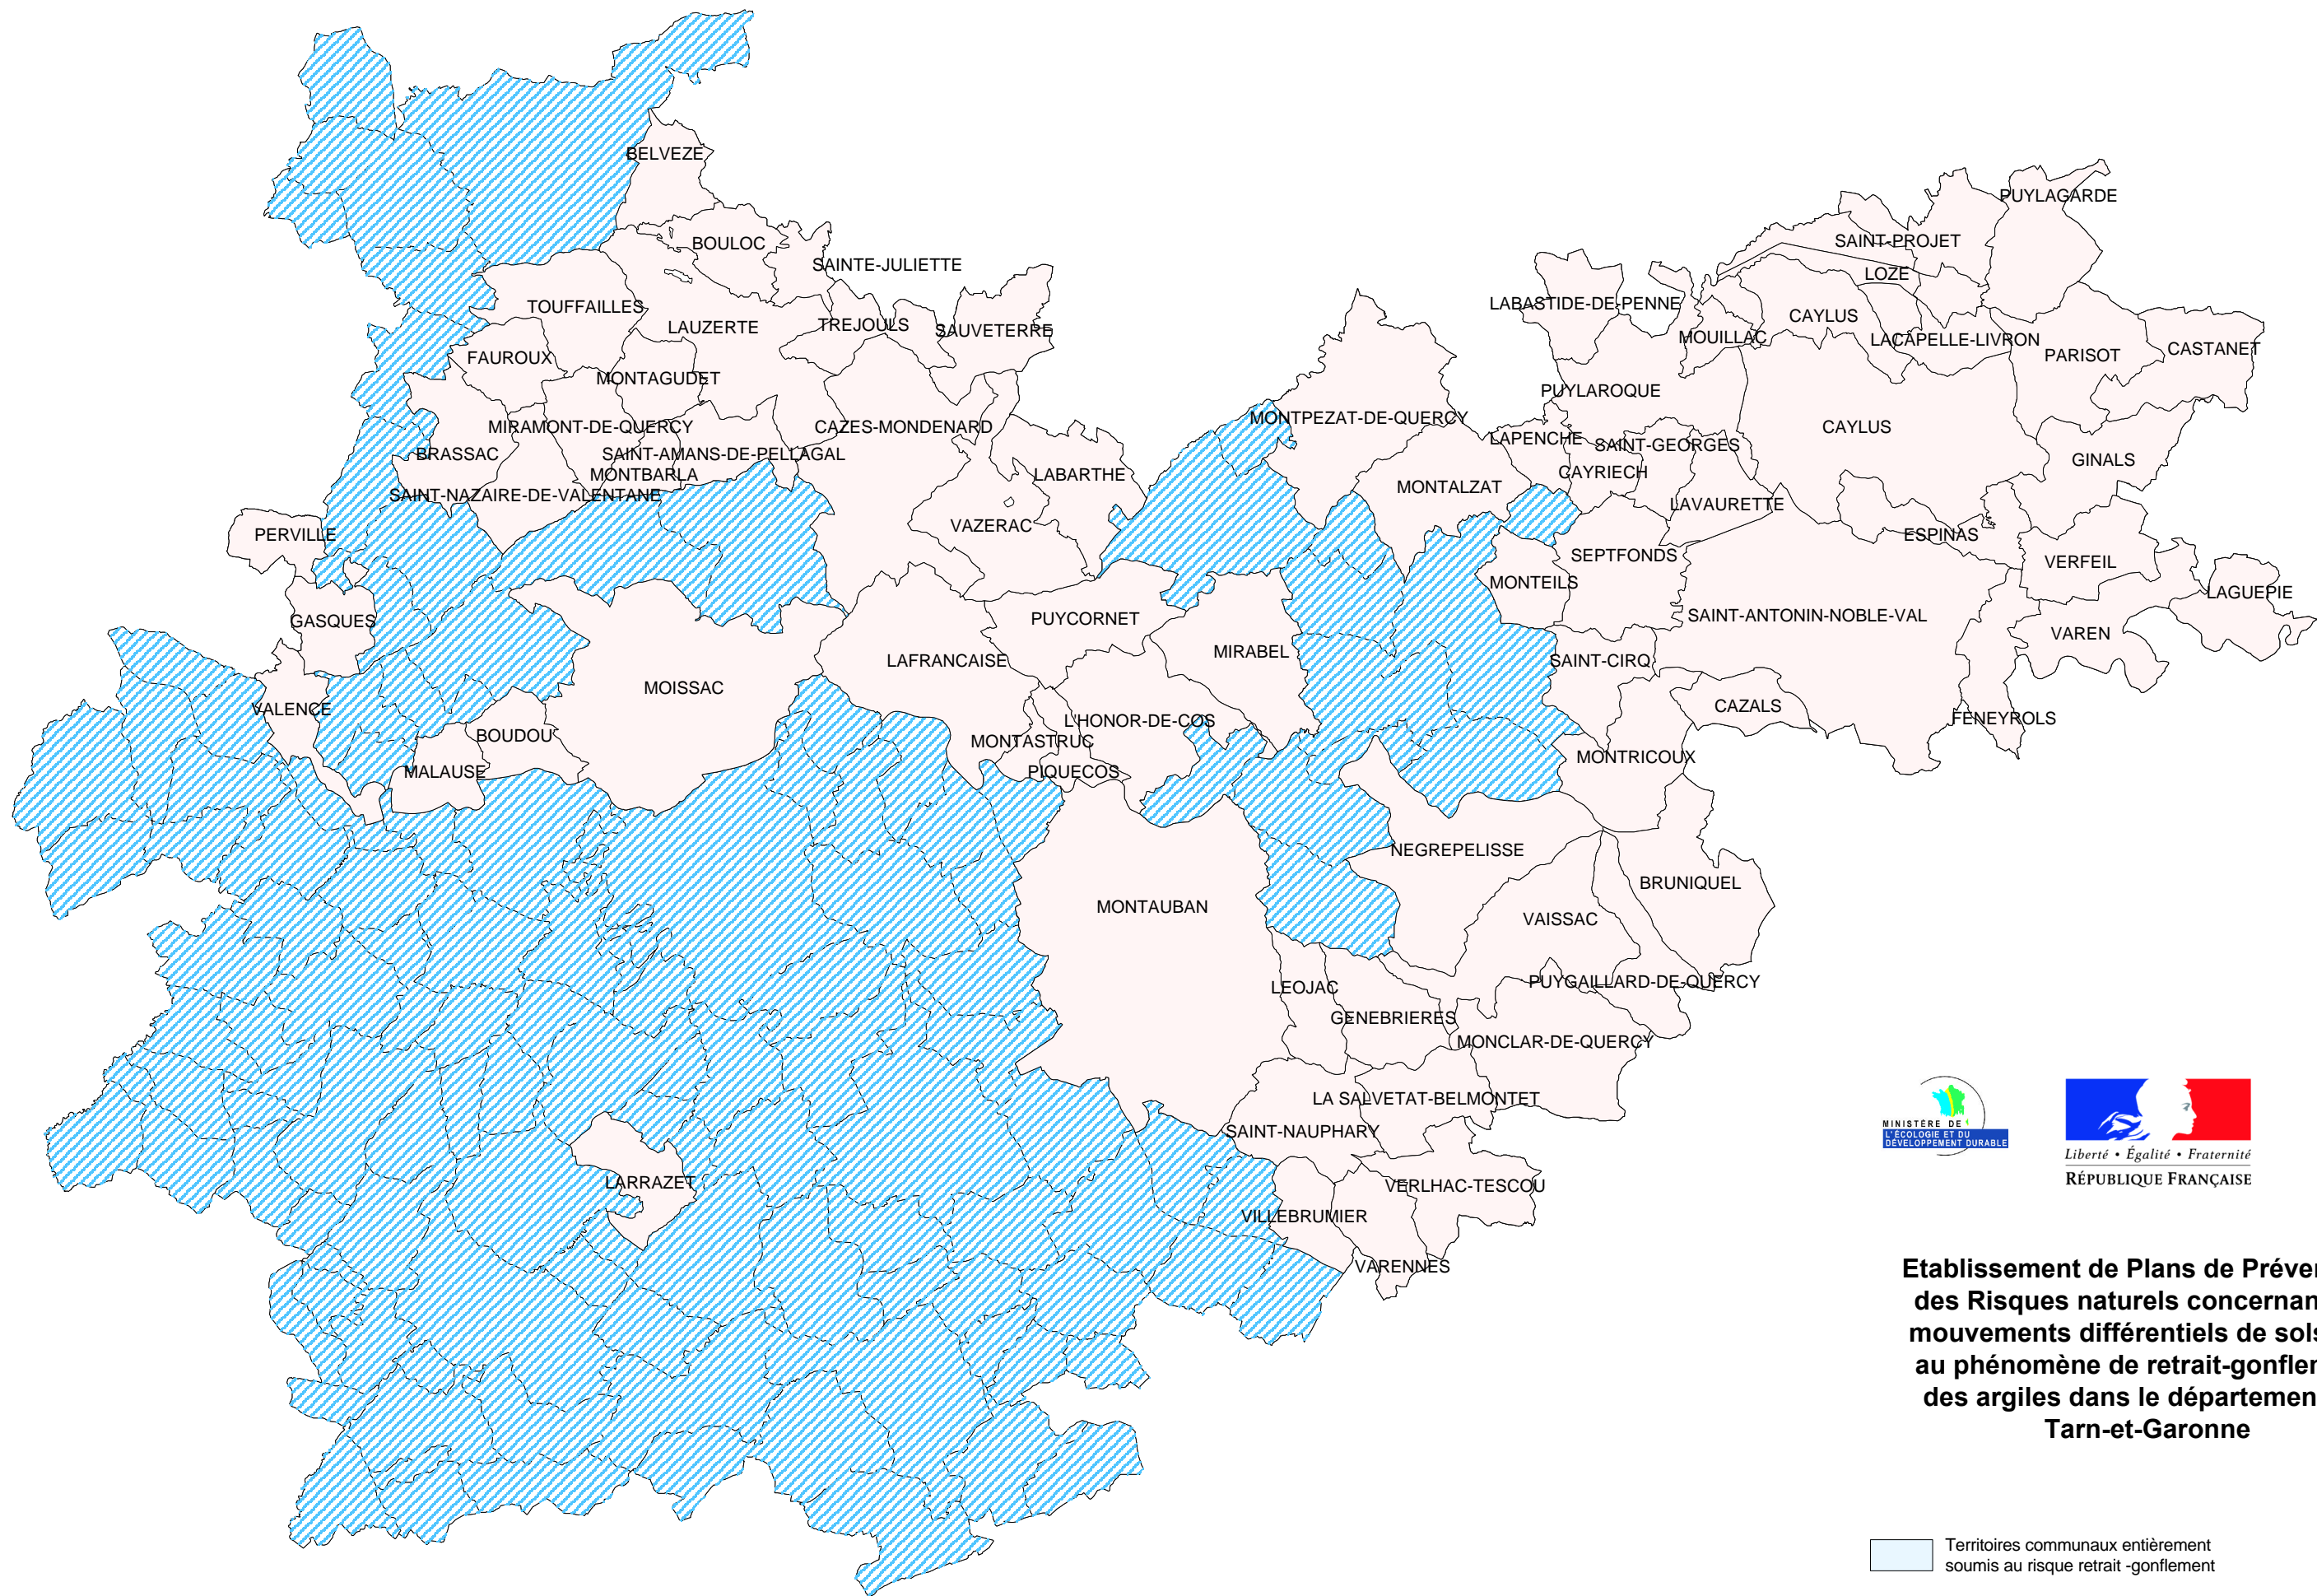 BELVEZE
PUYLAGARDE
BOULOC
SAINT-PROJET
SAINTE-JULIETTE
LOZE
LABASTIDE-DE-PENNE
TOUFFAILLES
LAUZERTE
TREJOULS
SAUVETERRE
CAYLUS
MOUILLAC
LACAPELLE-LIVRON
PARISOT
CASTANET
FAUROUX
MONTAGUDET
PUYLAROQUE
MIRAMONT-DE-QUERCY
CAZES-MONDENARD
MONTPEZAT-DE-QUERCY
CAYLUS
LAPENCHE
SAINT-GEORGES
BRASSAC
SAINT-AMANS-DE-PELLAGAL
GINALS
MONTBARLA
LABARTHE
CAYRIECH
MONTALZAT
SAINT-NAZAIRE-DE-VALENTANE
LAVAURETTE
VAZERAC
PERVILLE
ESPINAS
SEPTFONDS
VERFEIL
MONTEILS
LAGUEPIE
GASQUES
PUYCORNET
SAINT-ANTONIN-NOBLE-VAL
VAREN
MIRABEL
LAFRANCAISE
SAINT-CIRQ
MOISSAC
VALENCE
CAZALS
L'HONOR-DE-COS
FENEYROLS
BOUDOU
MONTASTRUC
MONTRICOUX
MALAUSE
PIQUECOS
NEGREPELISSE
BRUNIQUEL
MONTAUBAN
VAISSAC
PUYGAILLARD-DE-QUERCY
LEOJAC
GENEBRIERES
MONCLAR-DE-QUERCY
LA SALVETAT-BELMONTET
SAINT-NAUPHARY
LARRAZET
VERLHAC-TESCOU
VILLEBRUMIER
VARENNES
MINISTÈRE DE
L'ÉCOLOGIE ET DU
DÉVELOPPEMENT DURABLE
Liberté • Égalité • Fraternité
RÉPUBLIQUE FRANÇAISE
Etablissement de Plans de Préve
des Risques naturels concernan
mouvements différentiels de sols
au phénomène de retrait-gonfle
des argiles dans le départemen
Tarn-et-Garonne
Territoires communaux entièrement
soumis au risque retrait -gonflement